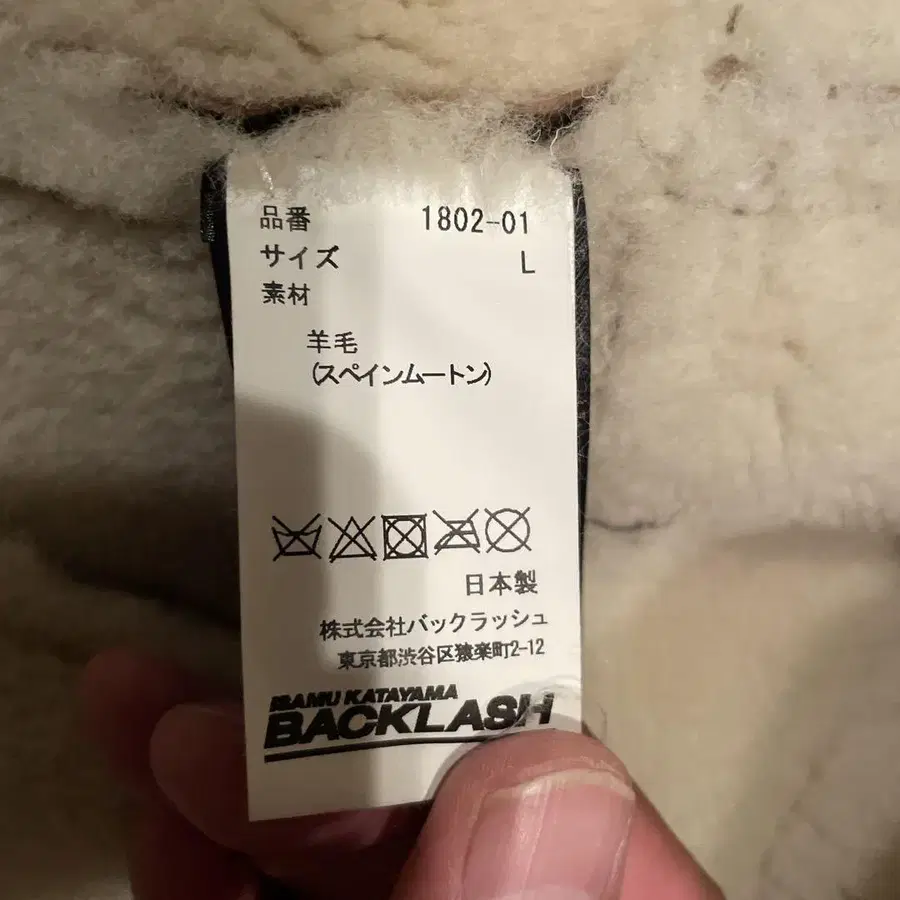 品番 1802-01
サイズ L
素材
羊毛
(スペインムートン)
日本製
株式会社バックラッシュ
東京都渋谷区猿楽町2-12
ISAMU KATAYAMA
BACKLASH